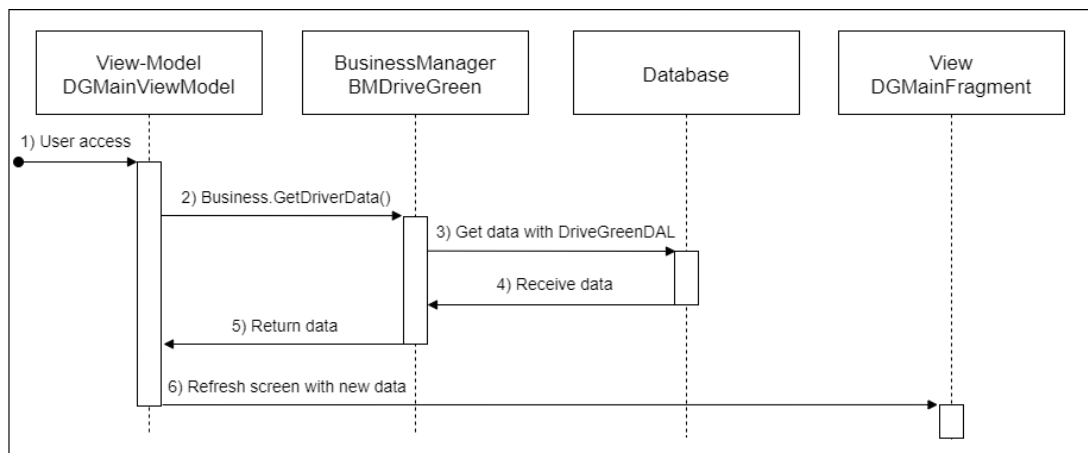 View-Model
DGMainViewModel
BusinessManager
BMDriveGreen
Database
View
DGMainFragment
1) User access
2) Business.GetDriverData()
3) Get data with DriveGreenDAL
4) Receive data
5) Return data
6) Refresh screen with new data